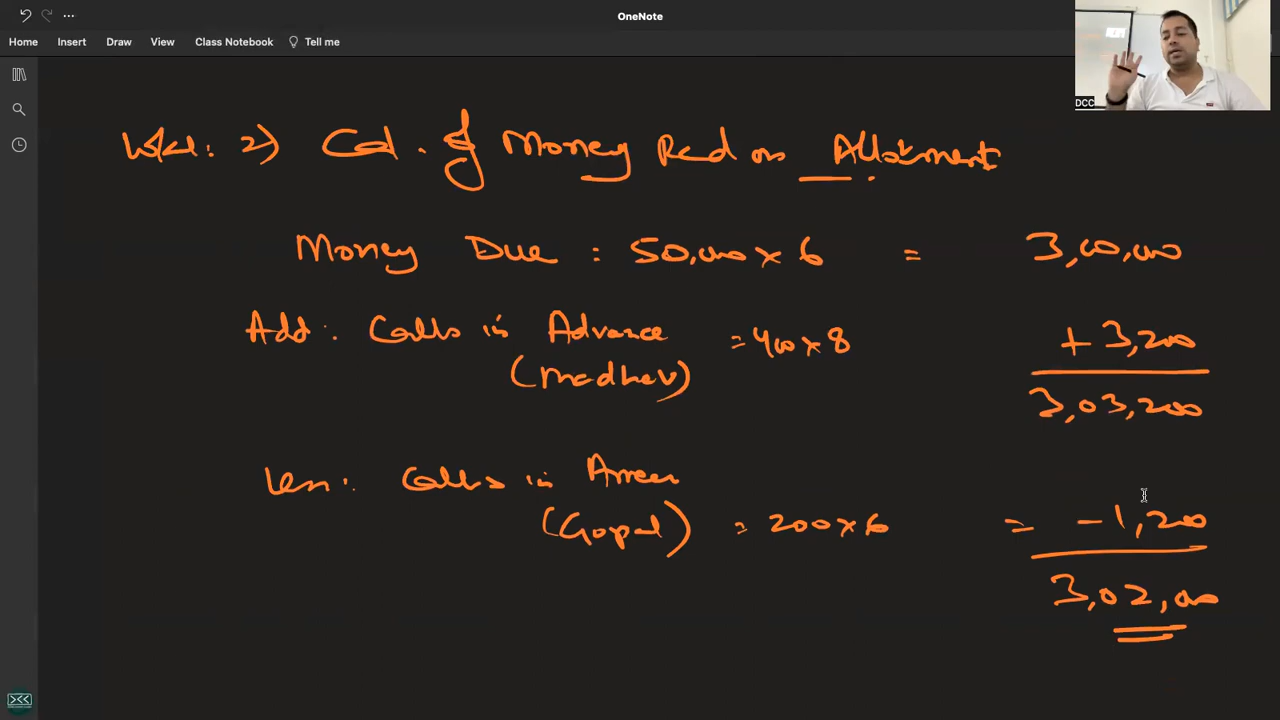 OneNote
Home Insert Draw View Class Notebook Tell me
DCC
W/N: 2) Cal. of Money Recd on Allotment
Money Due : 50,000 × 6 = 3,00,000
Add: Calls in Advance = 400 × 8 + 3,200
(Madhav)
3,03,200
Less: Calls in Arrear
(Gopal) = 200 × 6 = - 1,200
3,02,000